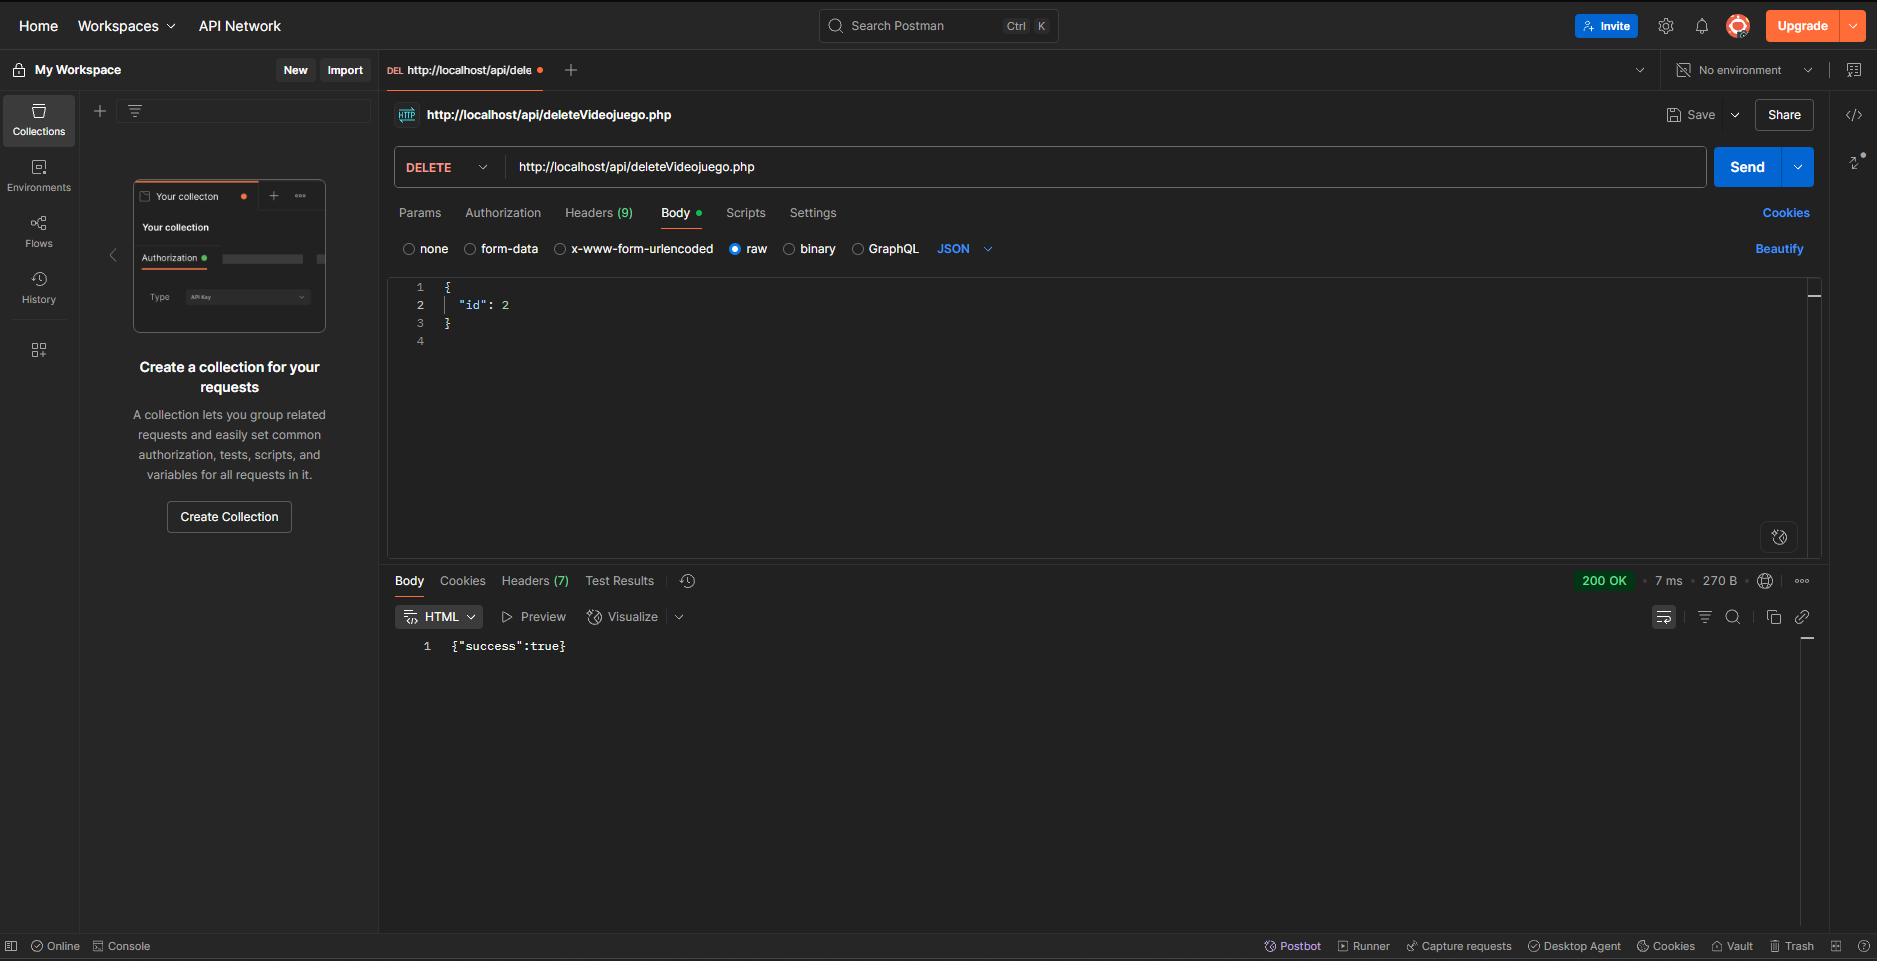 Home Workspaces API Network Search Postman Ctrl K Invite Upgrade
My Workspace New Import DEL http://localhost/api/dele No environment
Collections
Environments
Flows
History
Your collecton
Your collection
Authorization
Type API Key
Create a collection for your
requests
A collection lets you group related
requests and easily set common
authorization, tests, scripts, and
variables for all requests in it.
Create Collection
HTTP http://localhost/api/deleteVideojuego.php Save Share
DELETE http://localhost/api/deleteVideojuego.php Send
Params Authorization Headers (9) Body Scripts Settings Cookies
none form-data x-www-form-urlencoded raw binary GraphQL JSON Beautify
1 {
2 "id": 2
3 }
4
Body Cookies Headers (7) Test Results 200 OK 7 ms 270 B
HTML Preview Visualize
1 {"success":true}
Online Console Postbot Runner Capture requests Desktop Agent Cookies Vault Trash